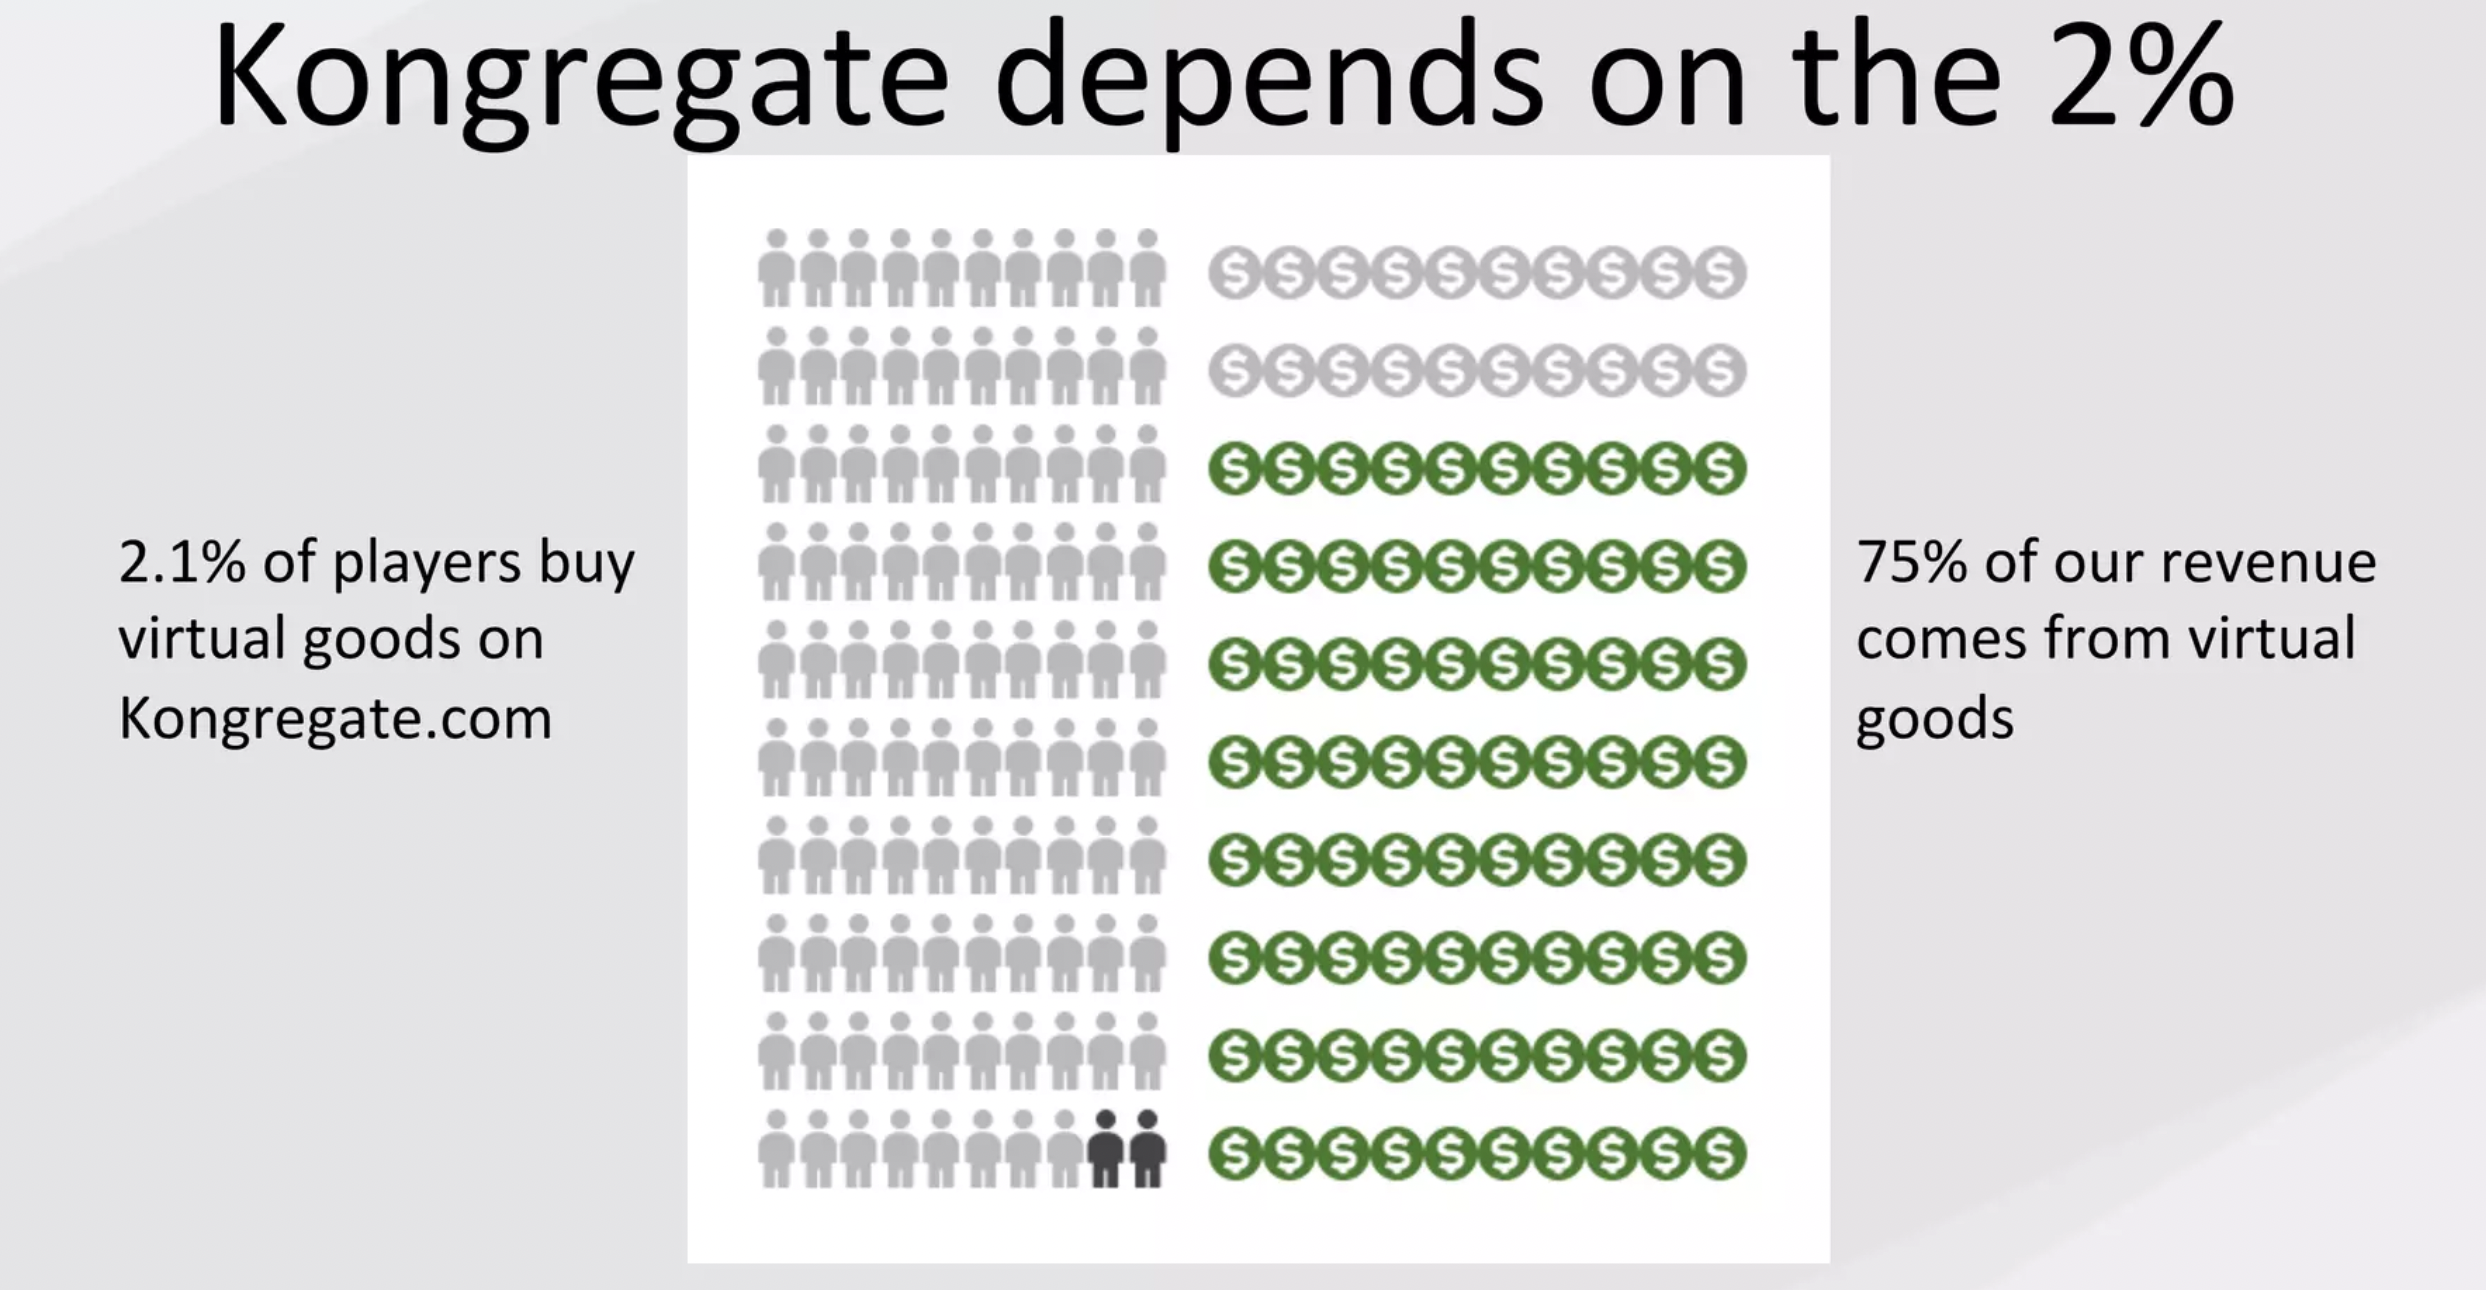 Kongregate depends on the 2%
2.1% of players buy
virtual goods on
Kongregate.com
75% of our revenue
comes from virtual
goods